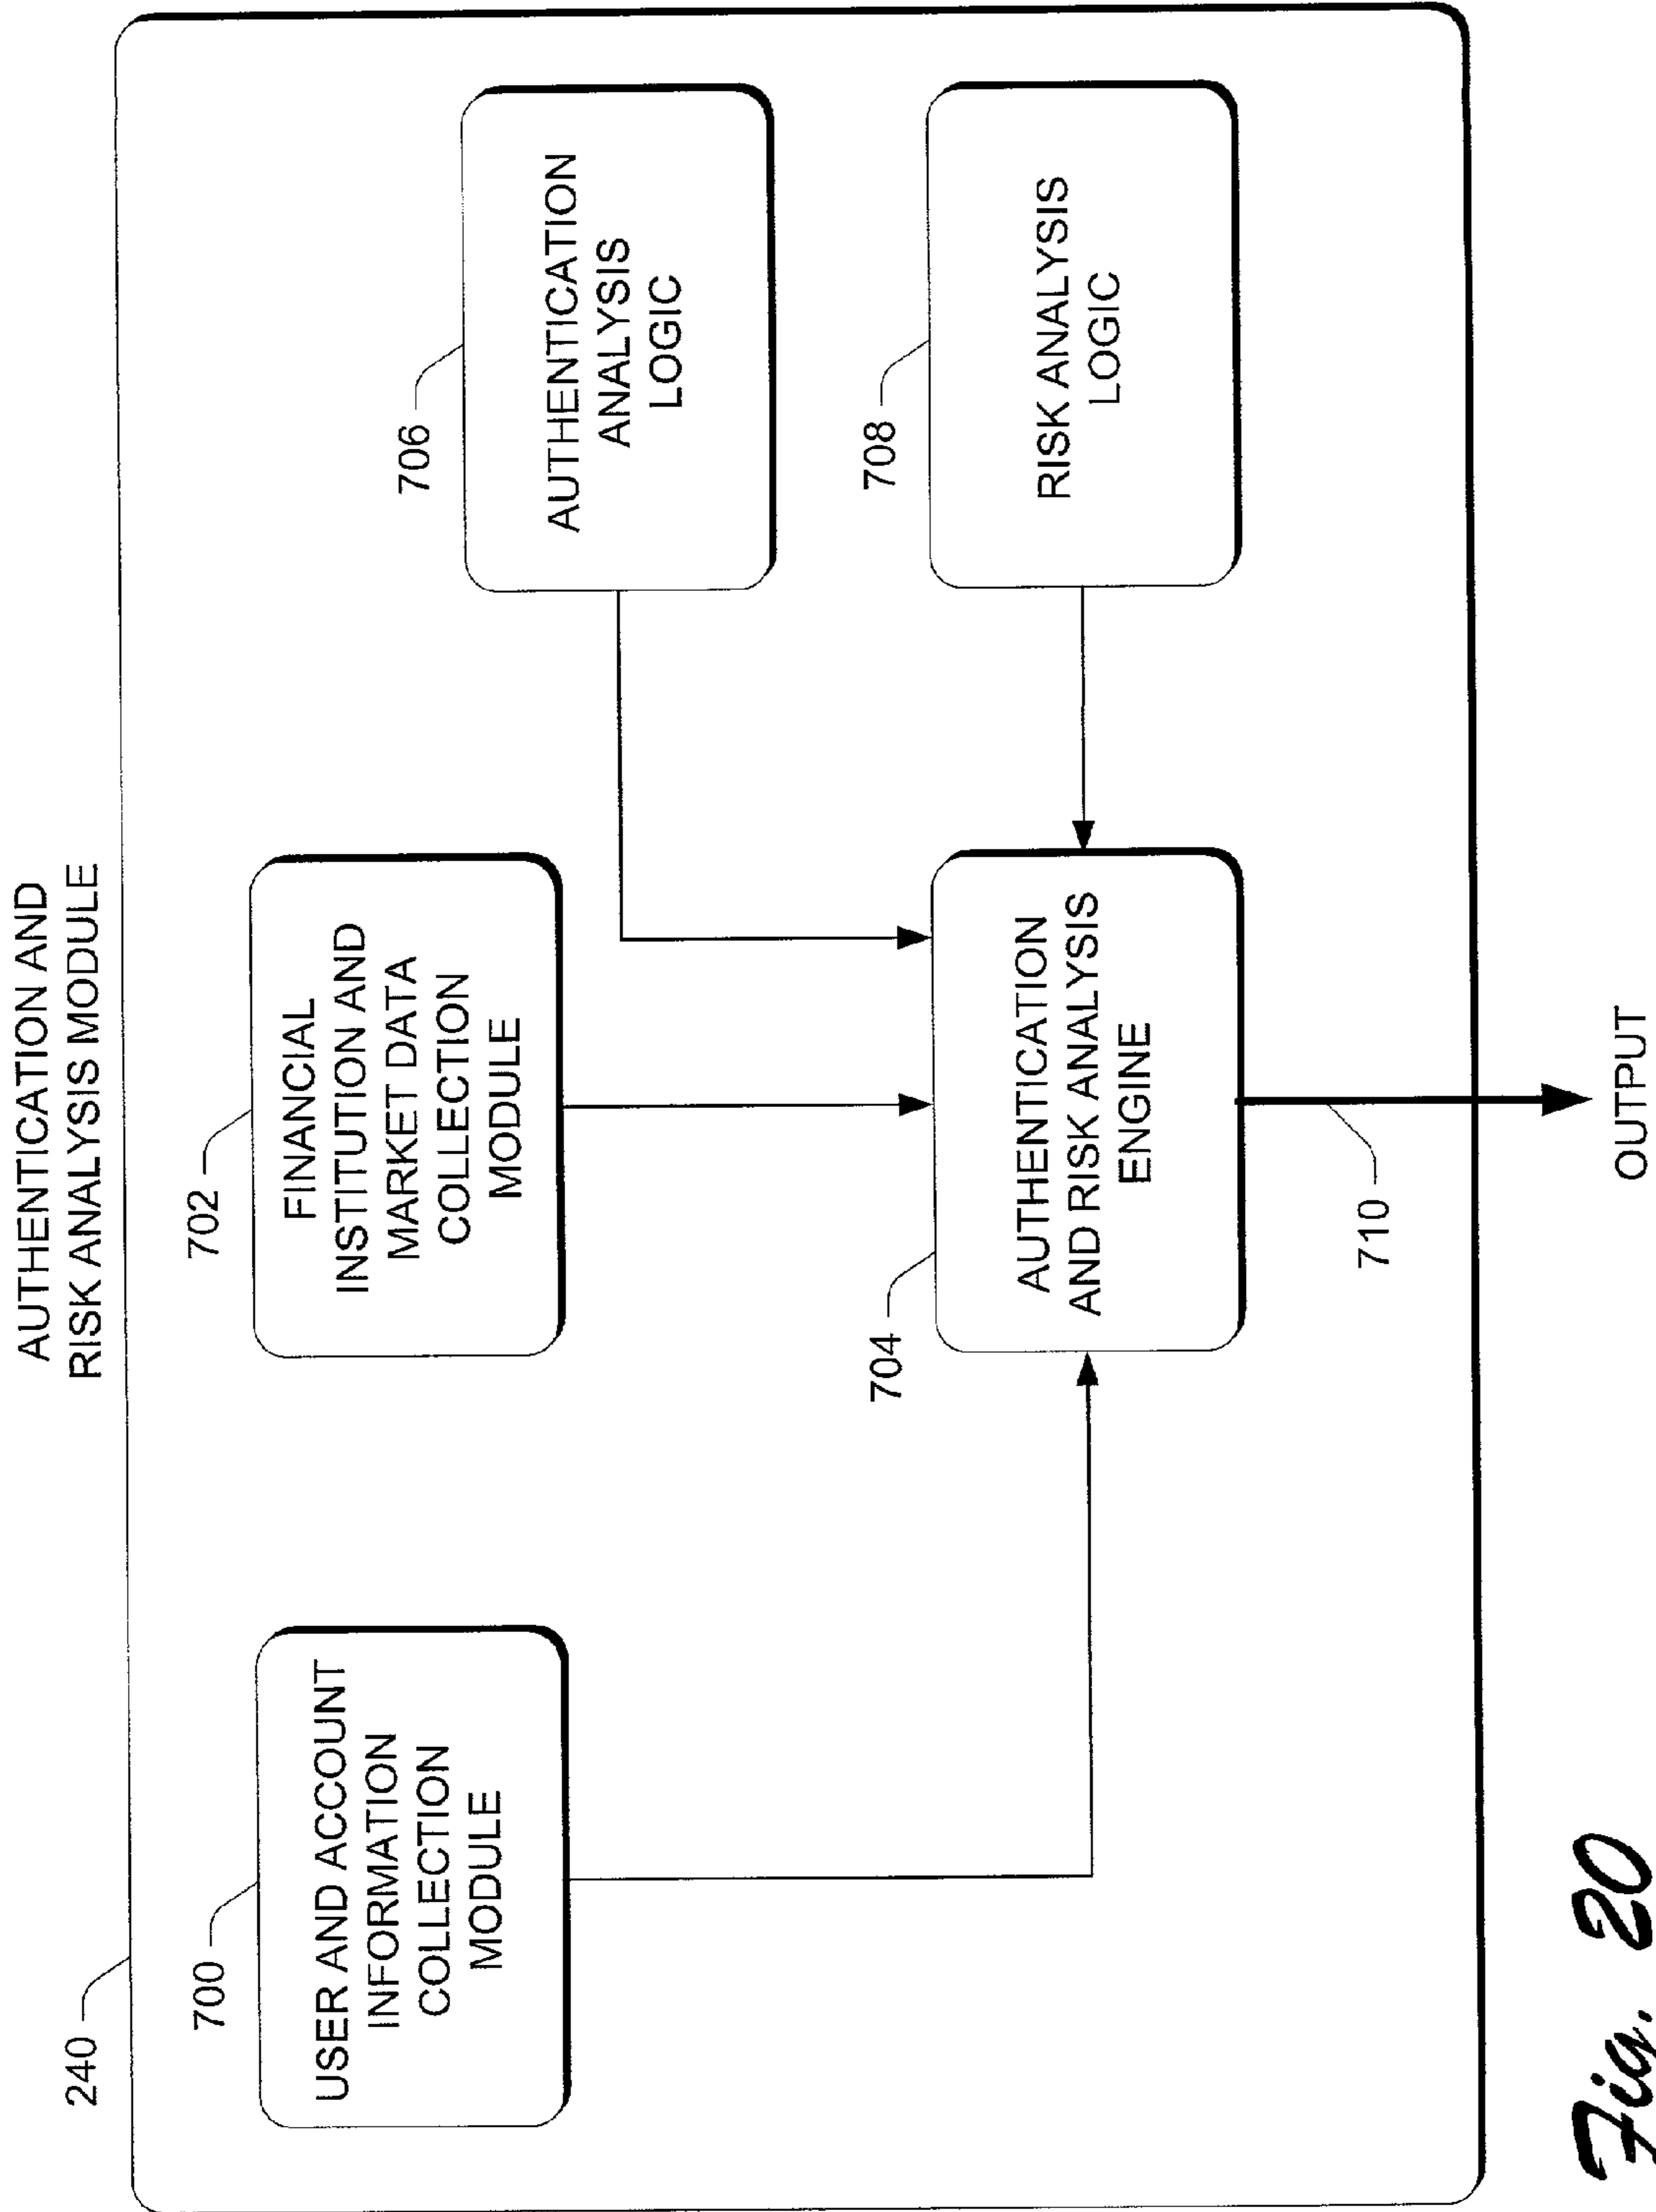 AUTHENTICATION AND
RISK ANALYSIS MODULE
240
700
USER AND ACCOUNT
INFORMATION
COLLECTION
MODULE
702
FINANCIAL
INSTITUTION AND
MARKET DATA
COLLECTION
MODULE
706
AUTHENTICATION
ANALYSIS
LOGIC
704
AUTHENTICATION
AND RISK ANALYSIS
ENGINE
708
RISK ANALYSIS
LOGIC
710
OUTPUT
Fig. 20